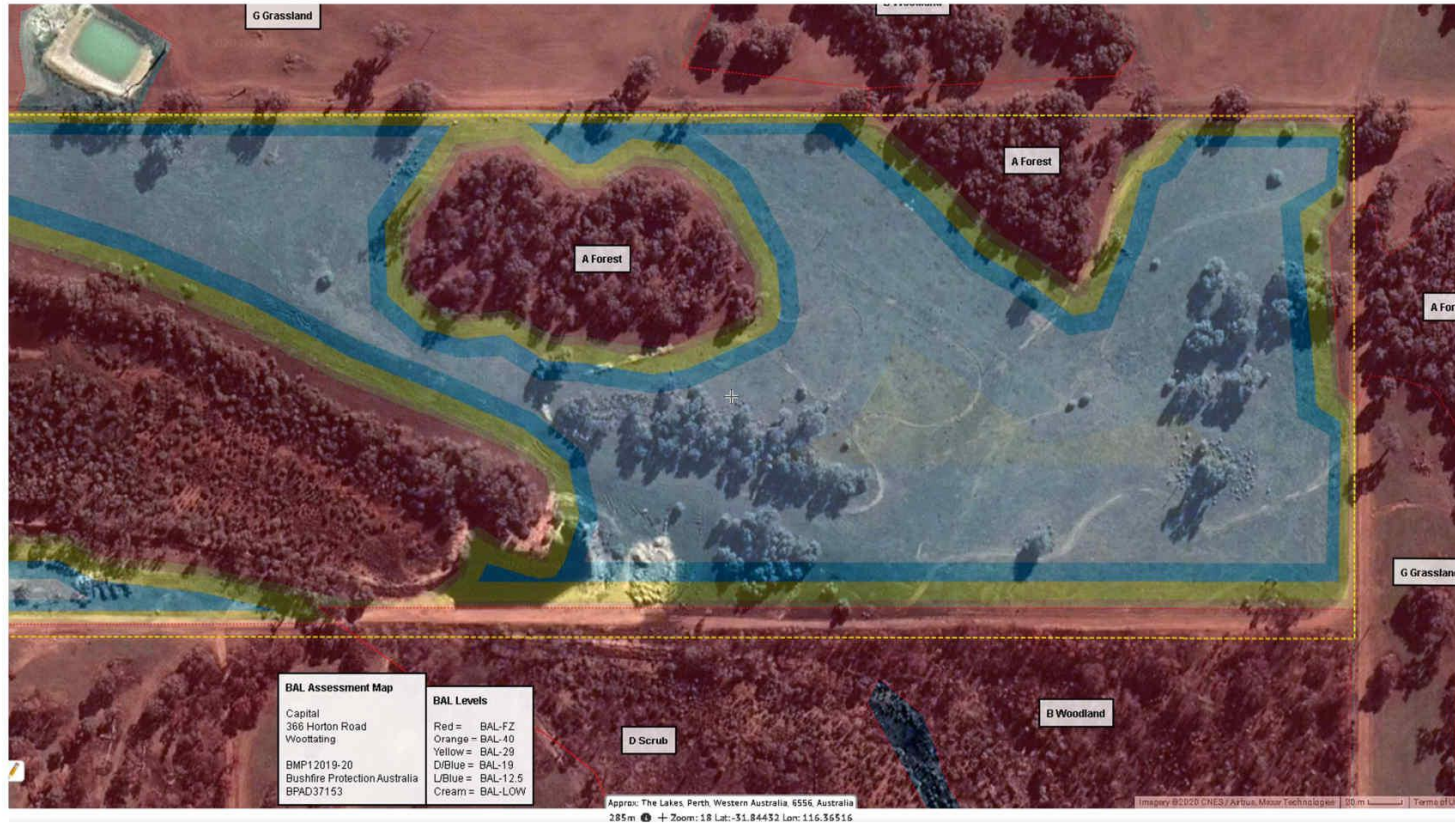 G Grassland
A Forest
A Forest
A For
G Grasslan
B Woodland
D Scrub
BAL Assessment Map
Capital
366 Horton Road
Woottating
BMP12019-20
Bushfire Protection Australia
BPAD37153
BAL Levels
Red = BAL-FZ
Orange = BAL-40
Yellow = BAL-29
D/Blue = BAL-19
L/Blue = BAL-12.5
Cream = BAL-LOW
Approx: The Lakes, Perth, Western Australia, 6556, Australia
Imagery ©2020 CNES / Airbus, Maxar Technologies
20 m
Terms of U
285m + Zoom: 18 Lat:-31.84432 Lon: 116.36516